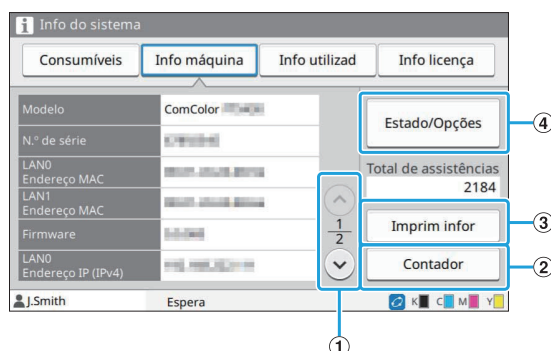 i Info do sistema
Consumíveis Info máquina Info utilizad Info licença
Modelo ComColor
N.º de série
LAN0
Endereço MAC
LAN1
Endereço MAC
Firmware
LAN0
Endereço IP (IPv4)
1
2
Estado/Opções
Total de assistências
2184
Imprim infor
Contador
J.Smith Espera K C M Y
④
③
②
①